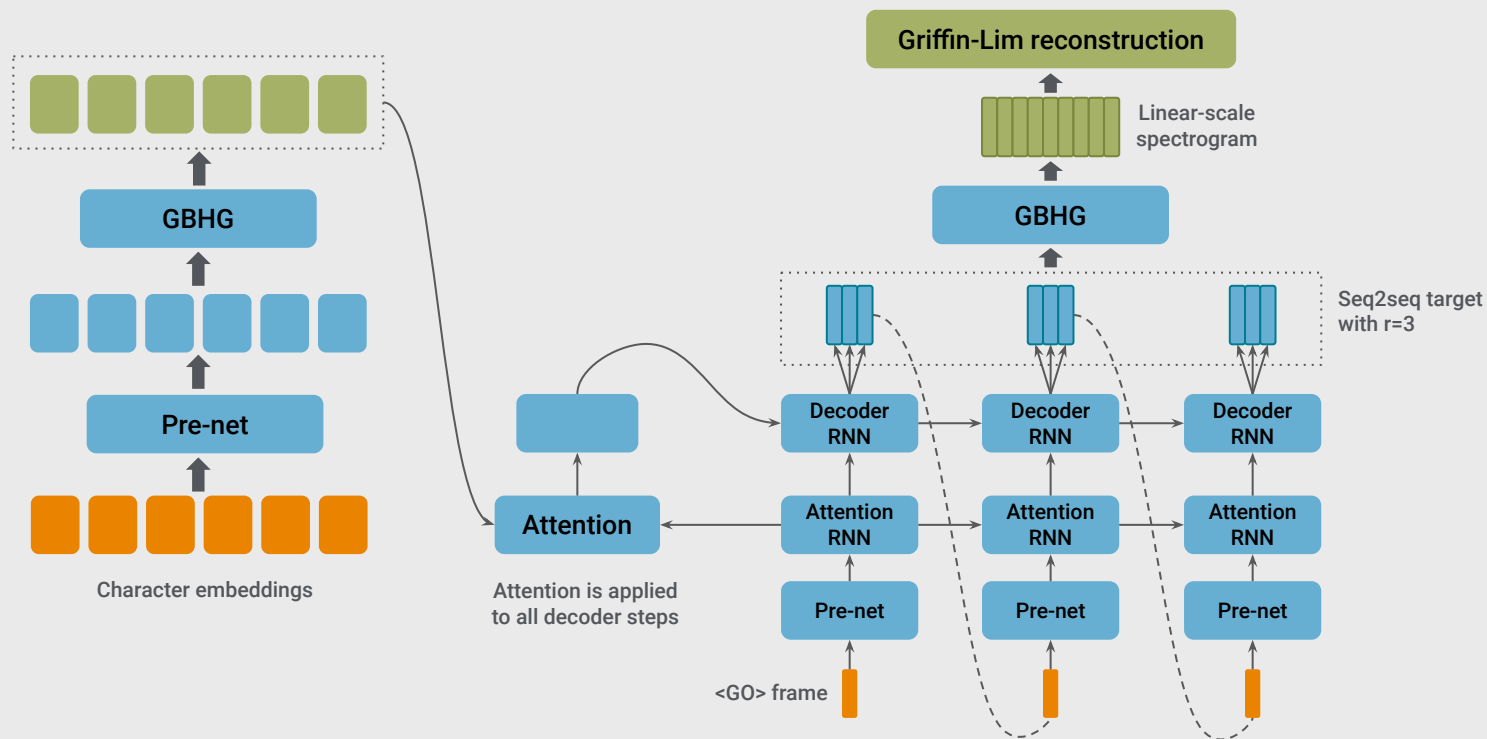 Griffin-Lim reconstruction
Linear-scale
spectrogram
GBHG
GBHG
Seq2seq target
with r=3
Pre-net
Decoder
RNN
Decoder
RNN
Decoder
RNN
Attention
Attention
RNN
Attention
RNN
Attention
RNN
Character embeddings
Attention is applied
to all decoder steps
Pre-net
Pre-net
Pre-net
<GO> frame